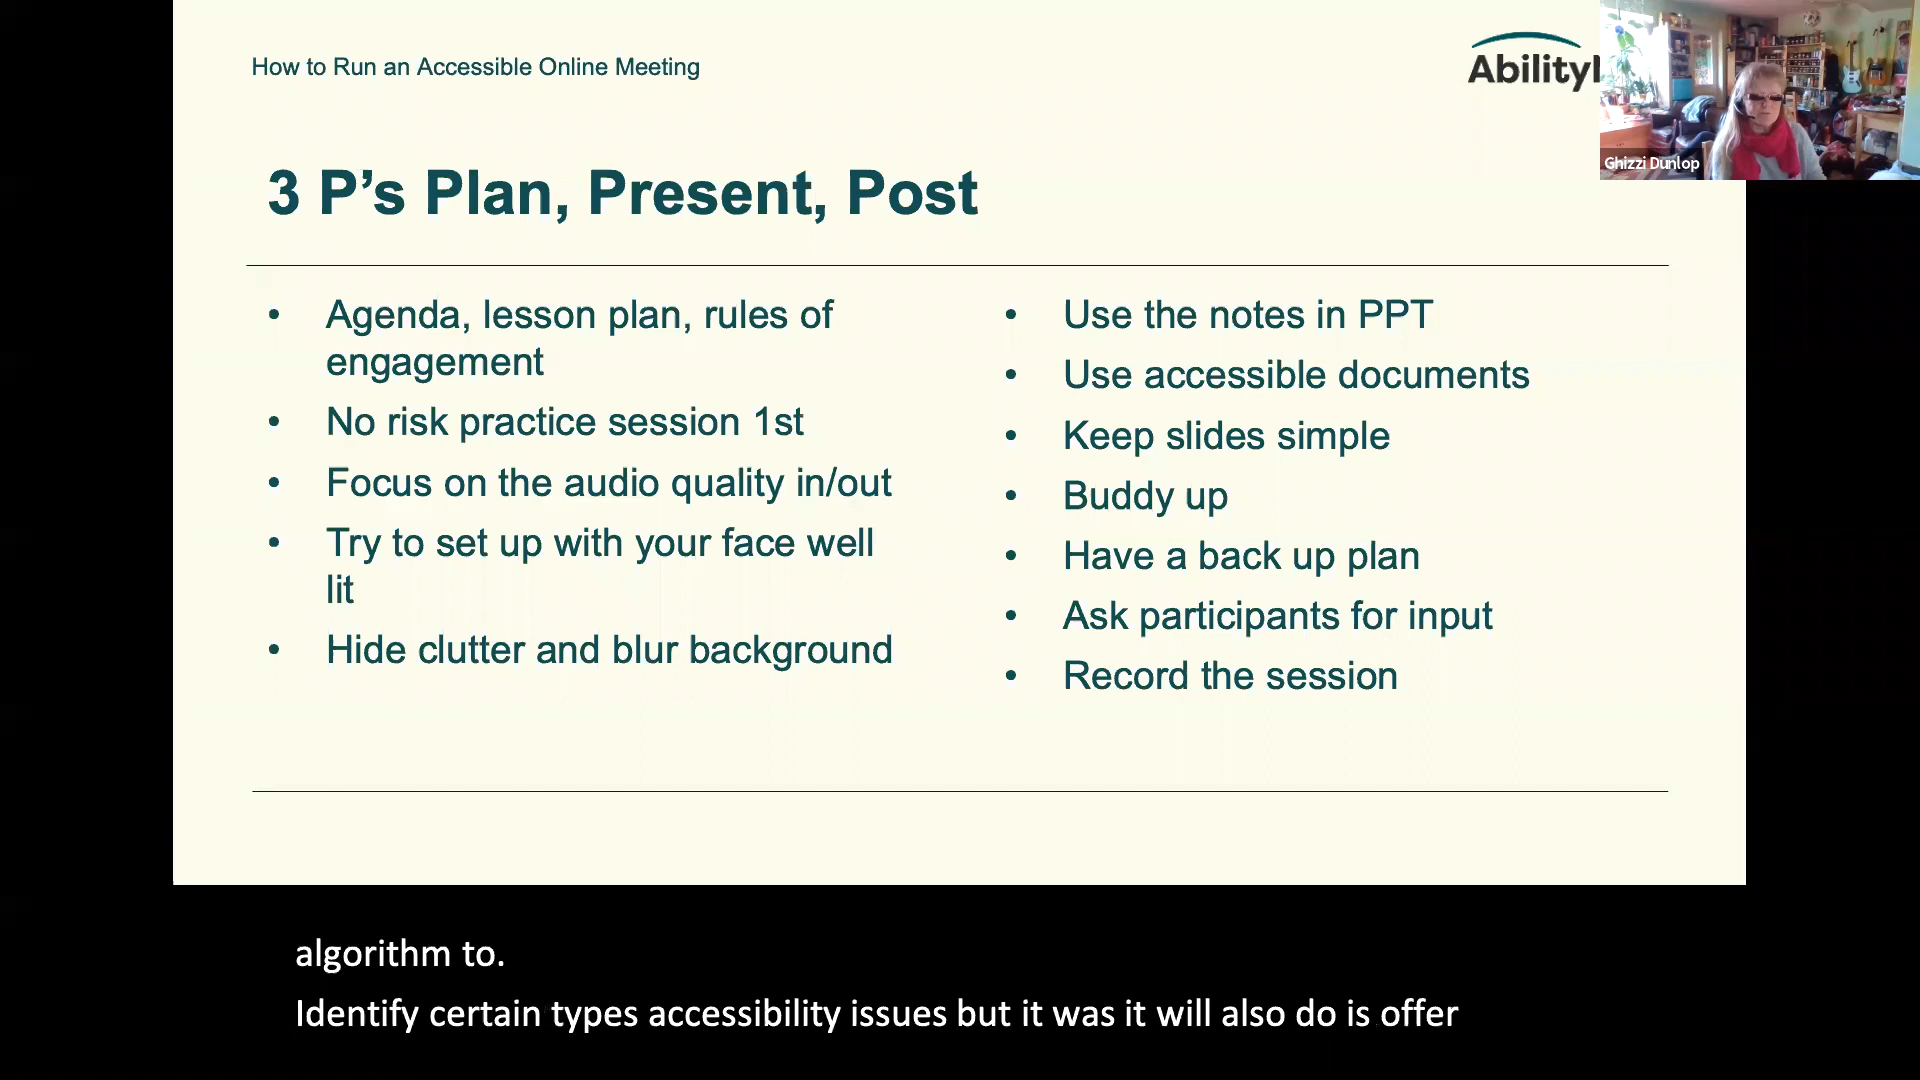 How to Run an Accessible Online Meeting
Ability
Ghizzi Dunlop
3 P’s Plan, Present, Post
• Agenda, lesson plan, rules of
engagement
• No risk practice session 1st
• Focus on the audio quality in/out
• Try to set up with your face well
lit
• Hide clutter and blur background
• Use the notes in PPT
• Use accessible documents
• Keep slides simple
• Buddy up
• Have a back up plan
• Ask participants for input
• Record the session
algorithm to.
Identify certain types accessibility issues but it was it will also do is offer